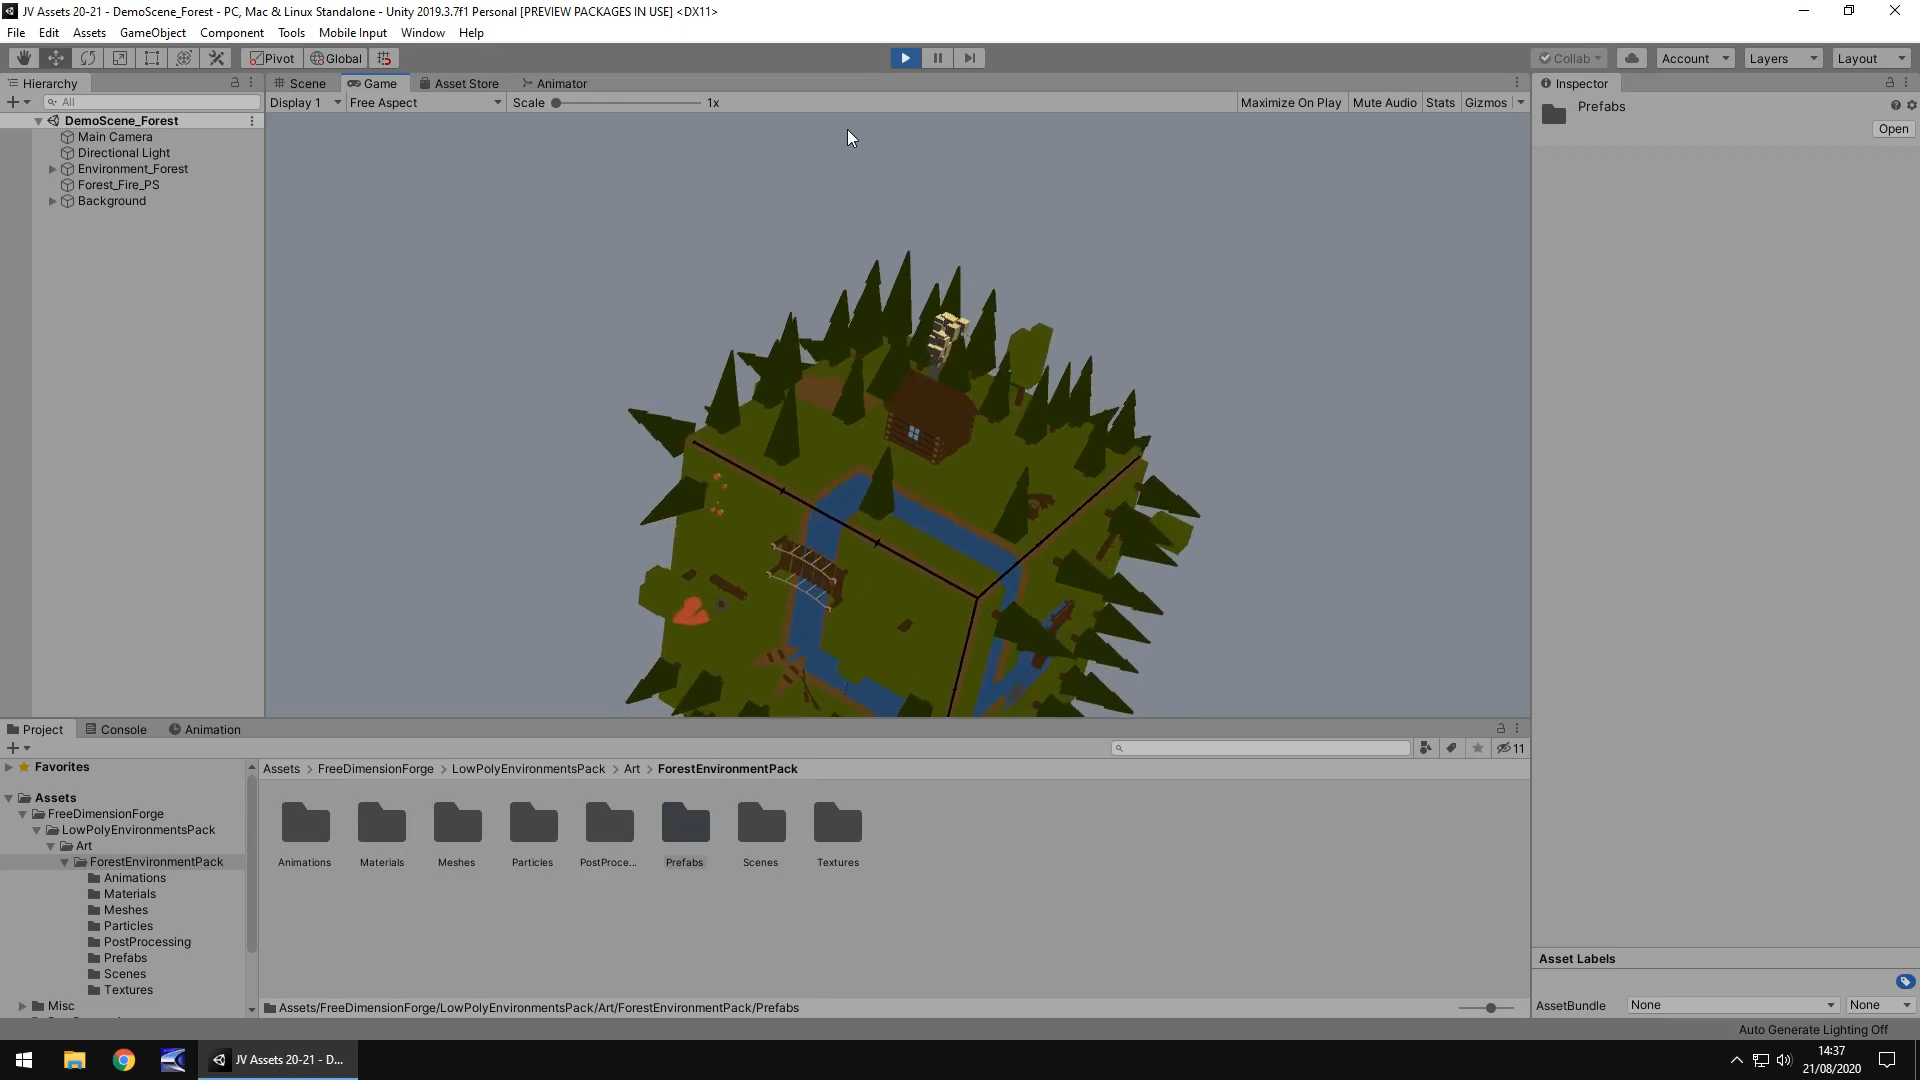 JV Assets 20-21 - DemoScene_Forest - PC, Mac & Linux Standalone - Unity 2019.3.7f1 Personal [PREVIEW PACKAGES IN USE] <DX11>
File Edit Assets GameObject Component Tools Mobile Input Window Help
Pivot Global Collab Account Layers Layout
Hierarchy Scene Game Asset Store Animator Inspector
All Display 1 Free Aspect Scale 1x Maximize On Play Mute Audio Stats Gizmos Prefabs
Open
DemoScene_Forest
Main Camera
Directional Light
Environment_Forest
Forest_Fire_PS
Background
Project Console Animation
11
Favorites
Assets > FreeDimensionForge > LowPolyEnvironmentsPack > Art > ForestEnvironmentPack
Assets
FreeDimensionForge
LowPolyEnvironmentsPack
Art
ForestEnvironmentPack
Animations
Materials
Meshes
Particles
PostProcessing
Prefabs
Scenes
Textures
Misc
Animations Materials Meshes Particles PostProce... Prefabs Scenes Textures
Assets/FreeDimensionForge/LowPolyEnvironmentsPack/Art/ForestEnvironmentPack/Prefabs
Asset Labels
AssetBundle None None
Auto Generate Lighting Off
JV Assets 20-21 - D...
14:37
21/08/2020